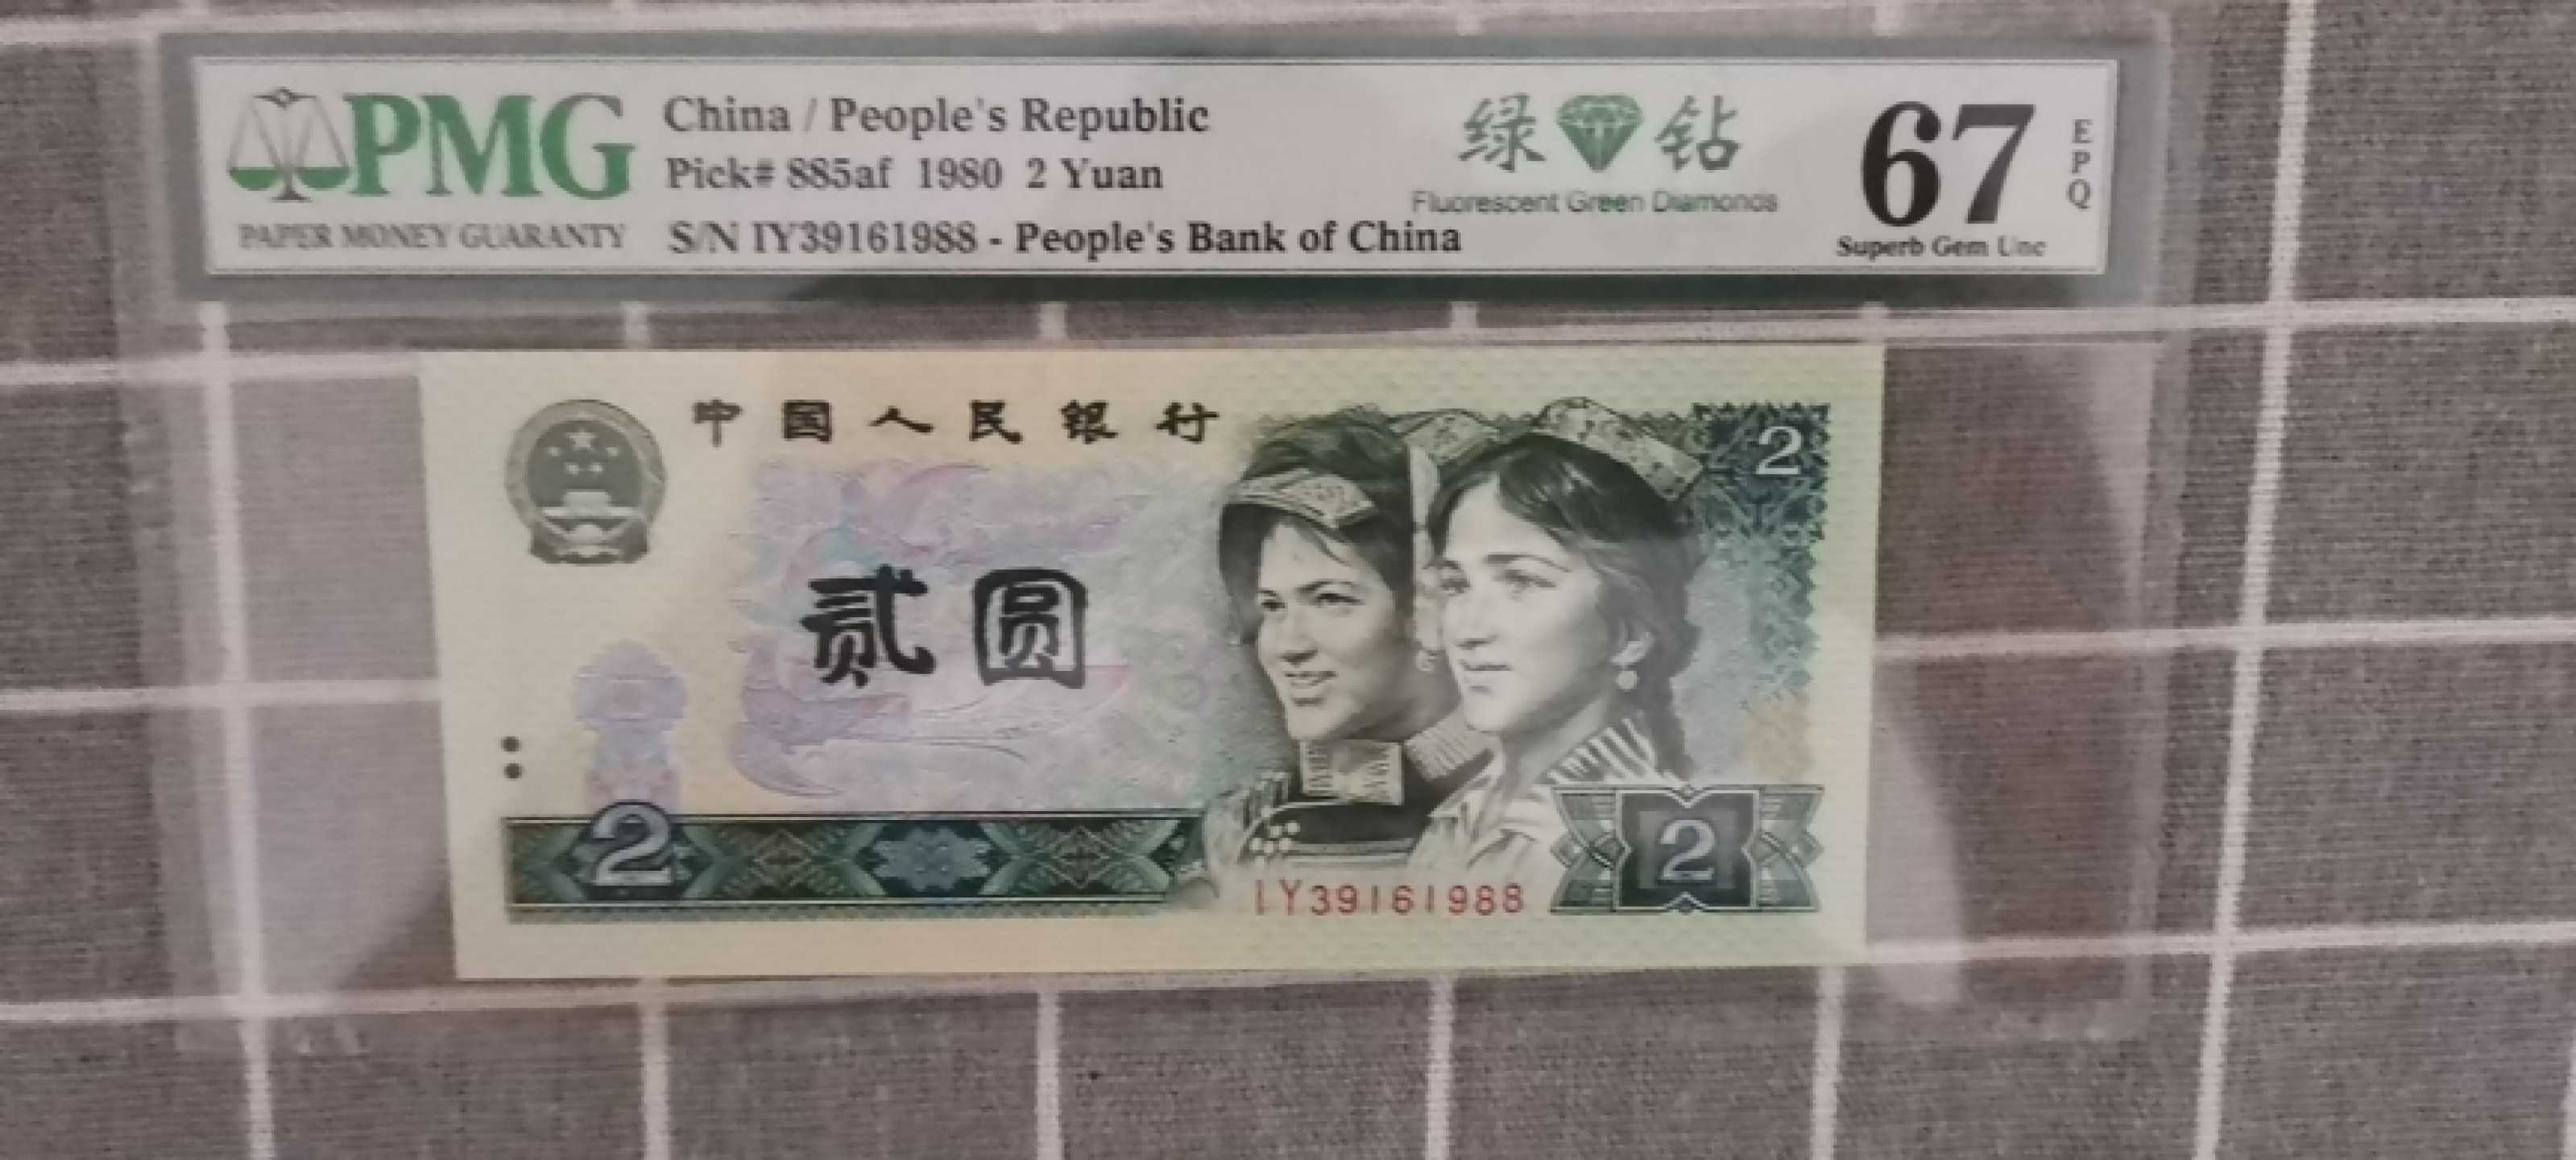 PMG
PAPER MONEY GUARANTY
China / People's Republic
Pick# 885af 1980 2 Yuan
S/N IY39161988 - People's Bank of China
绿钻
Fluorescent Green Diamonds
67
EPQ
Superb Gem Unc
中国人民银行
2
贰圆
2
2
IY39161988